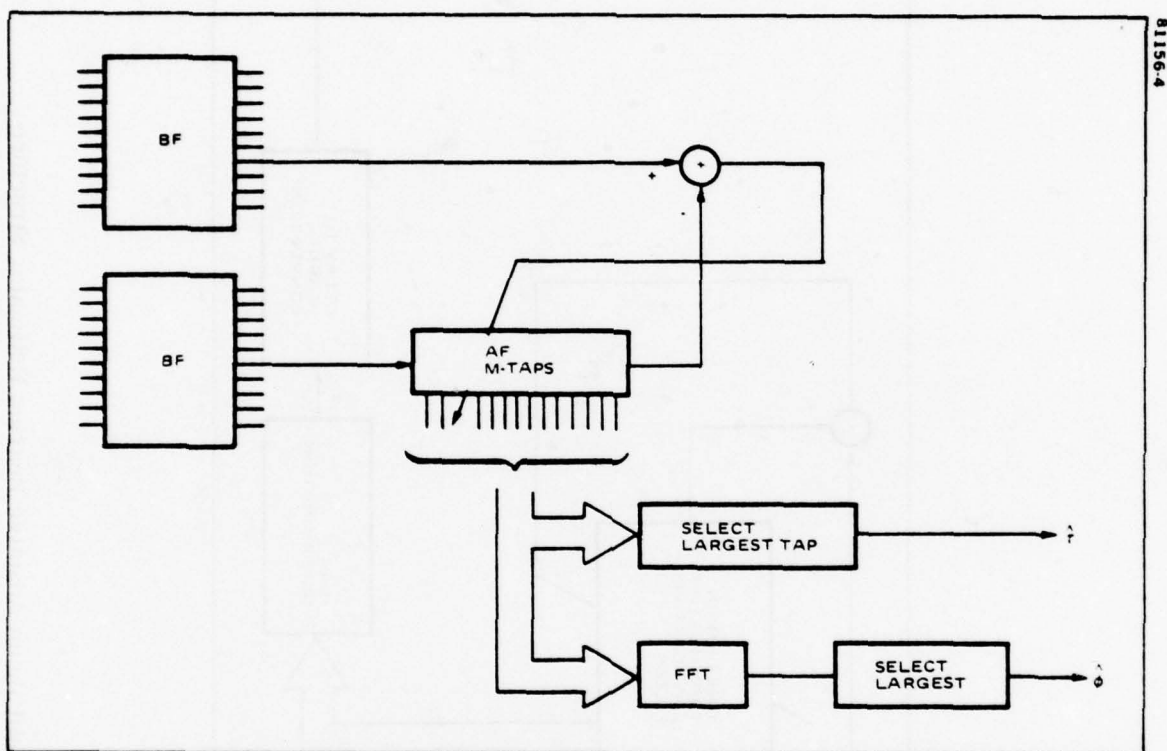 81156-4
BF
+
+
-
BF
AF
M-TAPS
SELECT
LARGEST TAP
τ̂
FFT
SELECT
LARGEST
φ̂